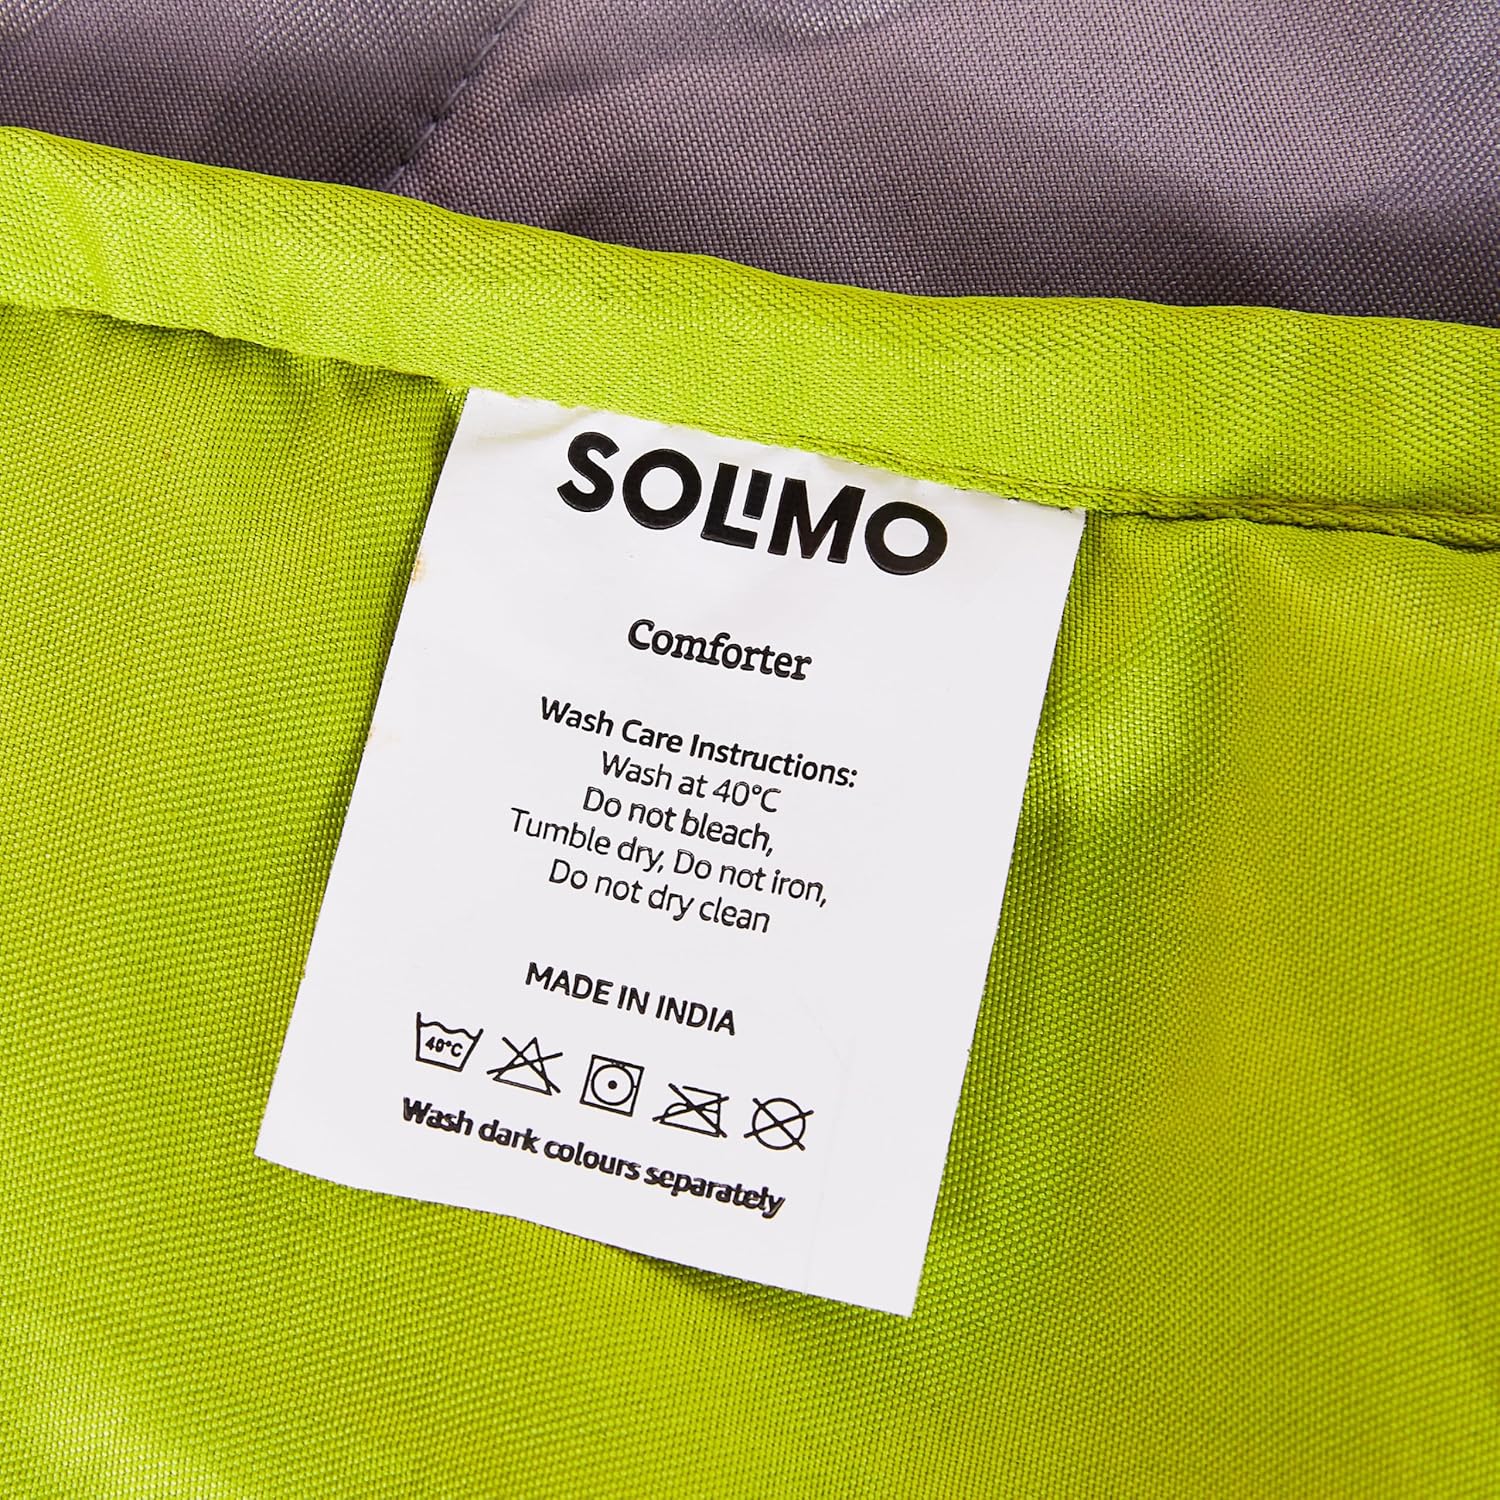 SOLIMO
Comforter
Wash Care Instructions:
Wash at 40°C
Do not bleach,
Tumble dry, Do not iron,
Do not dry clean
MADE IN INDIA
40°C
Wash dark colours separately